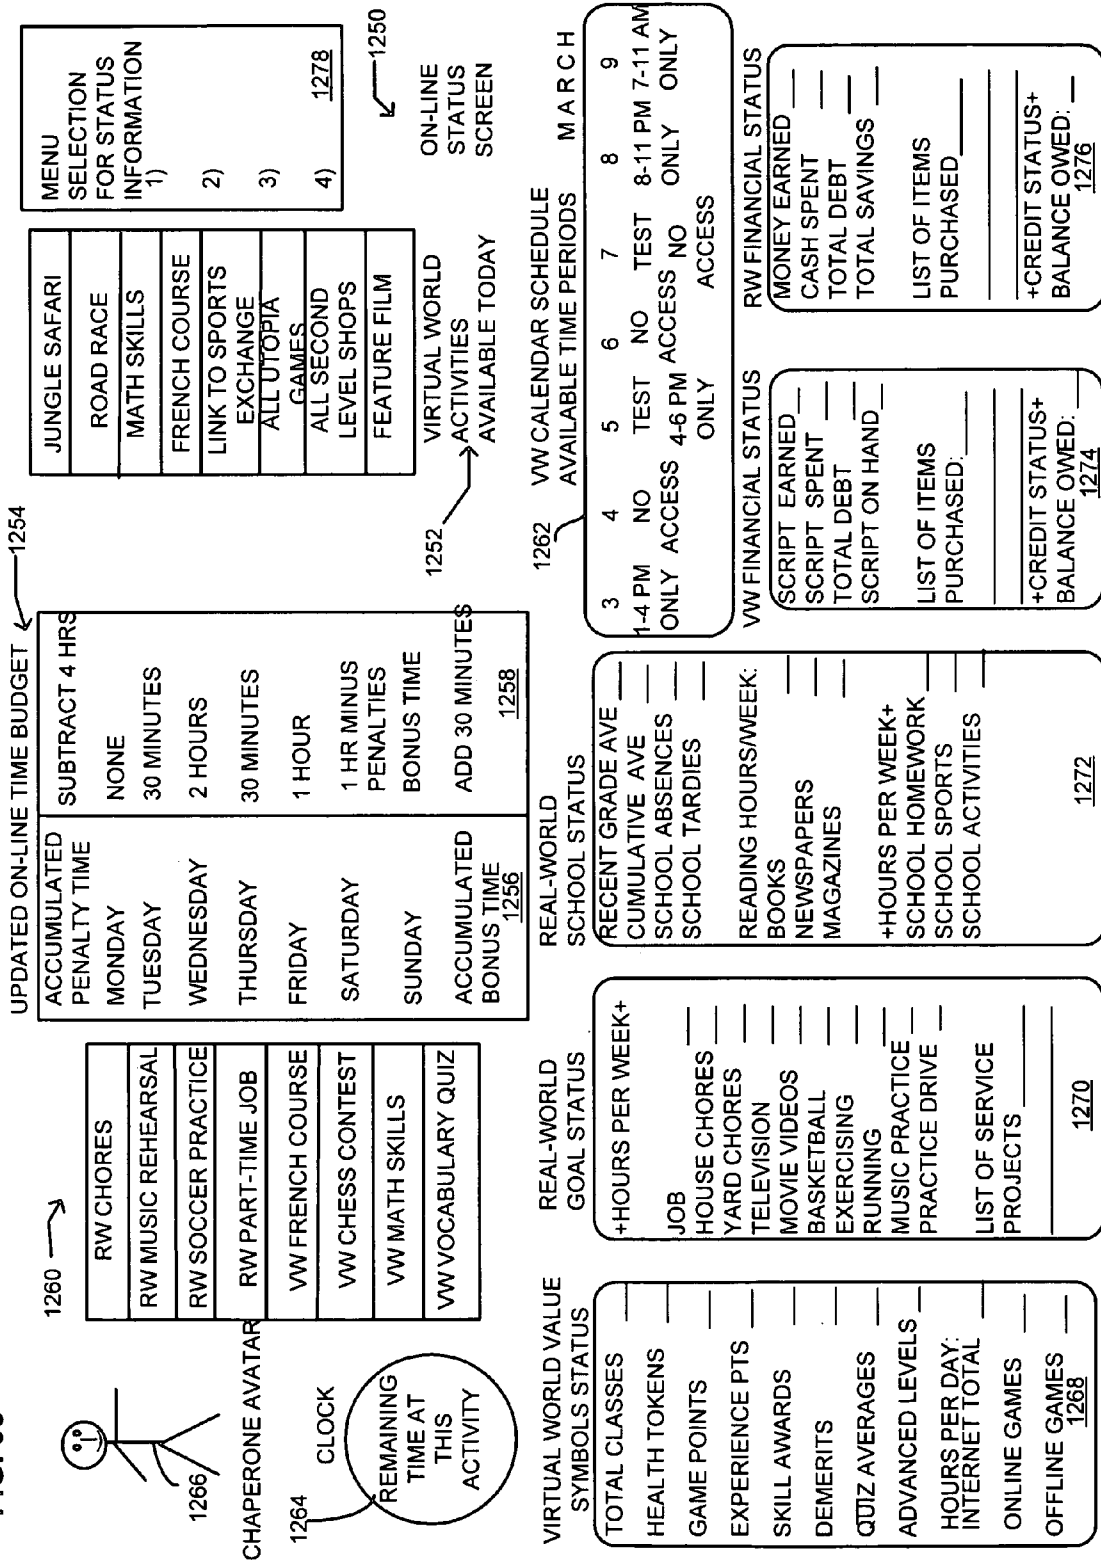 1266
CHAPERONE AVATAR
1264
CLOCK
REMAINING
TIME AT
THIS
ACTIVITY
1260
RW CHORES
RW MUSIC REHEARSAL
RW SOCCER PRACTICE
RW PART-TIME JOB
VW FRENCH COURSE
VW CHESS CONTEST
VW MATH SKILLS
VW VOCABULARY QUIZ
UPDATED ON-LINE TIME BUDGET
1254
ACCUMULATED
PENALTY TIME
SUBTRACT 4 HRS
MONDAY NONE
TUESDAY 30 MINUTES
WEDNESDAY 2 HOURS
THURSDAY 30 MINUTES
FRIDAY 1 HOUR
SATURDAY 1 HR MINUS
PENALTIES
SUNDAY BONUS TIME
ACCUMULATED
BONUS TIME
ADD 30 MINUTES
1256
1258
JUNGLE SAFARI
ROAD RACE
MATH SKILLS
FRENCH COURSE
LINK TO SPORTS
EXCHANGE
ALL UTOPIA
GAMES
ALL SECOND
LEVEL SHOPS
FEATURE FILM
VIRTUAL WORLD
ACTIVITIES
AVAILABLE TODAY
1252
MENU
SELECTION
FOR STATUS
INFORMATION
1)
2)
3)
4)
1278
1250
ON-LINE
STATUS
SCREEN
VIRTUAL WORLD VALUE
SYMBOLS STATUS
TOTAL CLASSES
HEALTH TOKENS
GAME POINTS
EXPERIENCE PTS
SKILL AWARDS
DEMERITS
QUIZ AVERAGES
ADVANCED LEVELS
HOURS PER DAY:
INTERNET TOTAL
ONLINE GAMES
OFFLINE GAMES
1268
REAL-WORLD
GOAL STATUS
+HOURS PER WEEK+
JOB
HOUSE CHORES
YARD CHORES
TELEVISION
MOVIE VIDEOS
BASKETBALL
EXERCISING
RUNNING
MUSIC PRACTICE
PRACTICE DRIVE
LIST OF SERVICE
PROJECTS
1270
REAL-WORLD
SCHOOL STATUS
RECENT GRADE AVE
CUMULATIVE AVE
SCHOOL ABSENCES
SCHOOL TARDIES
READING HOURS/WEEK:
BOOKS
NEWSPAPERS
MAGAZINES
+HOURS PER WEEK+
SCHOOL HOMEWORK
SCHOOL SPORTS
SCHOOL ACTIVITIES
1272
1262
VW CALENDAR SCHEDULE
AVAILABLE TIME PERIODS MARCH
3 4 5 6 7 8 9
1-4 PM NO TEST NO TEST 8-11 PM 7-11 AM
ONLY ACCESS 4-6 PM ACCESS NO ONLY ONLY
ONLY ACCESS
VW FINANCIAL STATUS
SCRIPT EARNED
SCRIPT SPENT
TOTAL DEBT
SCRIPT ON HAND
LIST OF ITEMS
PURCHASED:
+CREDIT STATUS+
BALANCE OWED:
1274
RW FINANCIAL STATUS
MONEY EARNED
CASH SPENT
TOTAL DEBT
TOTAL SAVINGS
LIST OF ITEMS
PURCHASED
+CREDIT STATUS+
BALANCE OWED:
1276